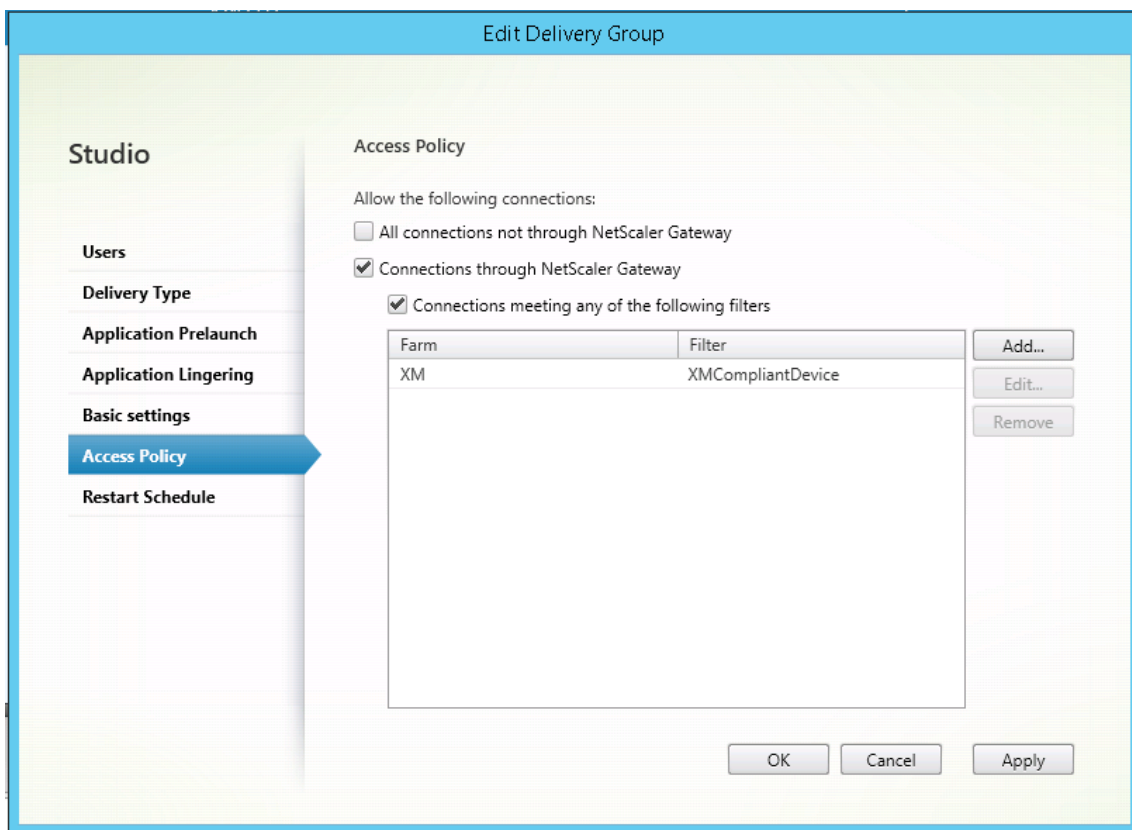 Edit Delivery Group
Studio
Users
Delivery Type
Application Prelaunch
Application Lingering
Basic settings
Access Policy
Restart Schedule
Access Policy
Allow the following connections:
All connections not through NetScaler Gateway
Connections through NetScaler Gateway
Connections meeting any of the following filters
Farm Filter
XM XMCompliantDevice
Add...
Edit...
Remove
OK Cancel Apply